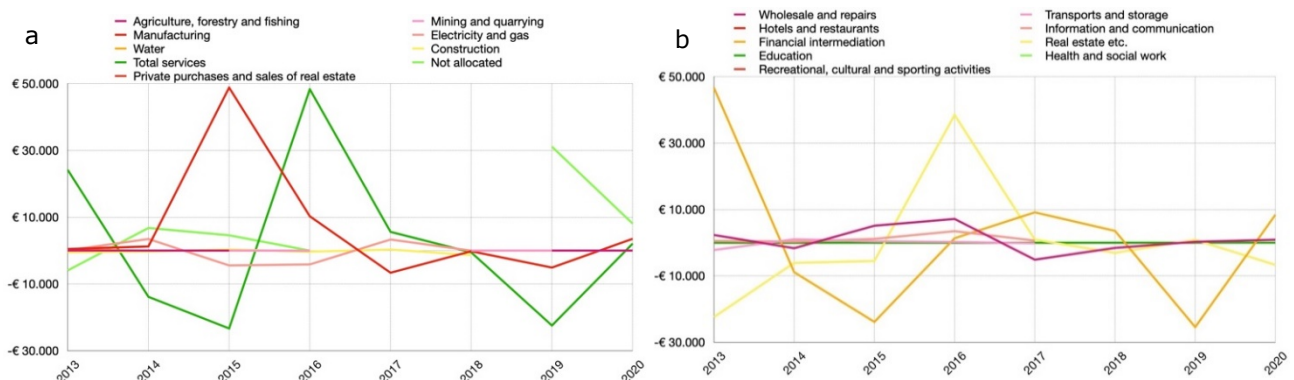 a
Agriculture, forestry and fishing
Manufacturing
Water
Total services
Private purchases and sales of real estate
Mining and quarrying
Electricity and gas
Construction
Not allocated
€ 50.000
€ 30.000
€ 10.000
-€ 10.000
-€ 30.000
2013
2014
2015
2016
2017
2018
2019
2020
b
Wholesale and repairs
Hotels and restaurants
Financial intermediation
Education
Recreational, cultural and sporting activities
Transports and storage
Information and communication
Real estate etc.
Health and social work
€ 50.000
€ 30.000
€ 10.000
-€ 10.000
-€ 30.000
2013
2014
2015
2016
2017
2018
2019
2020